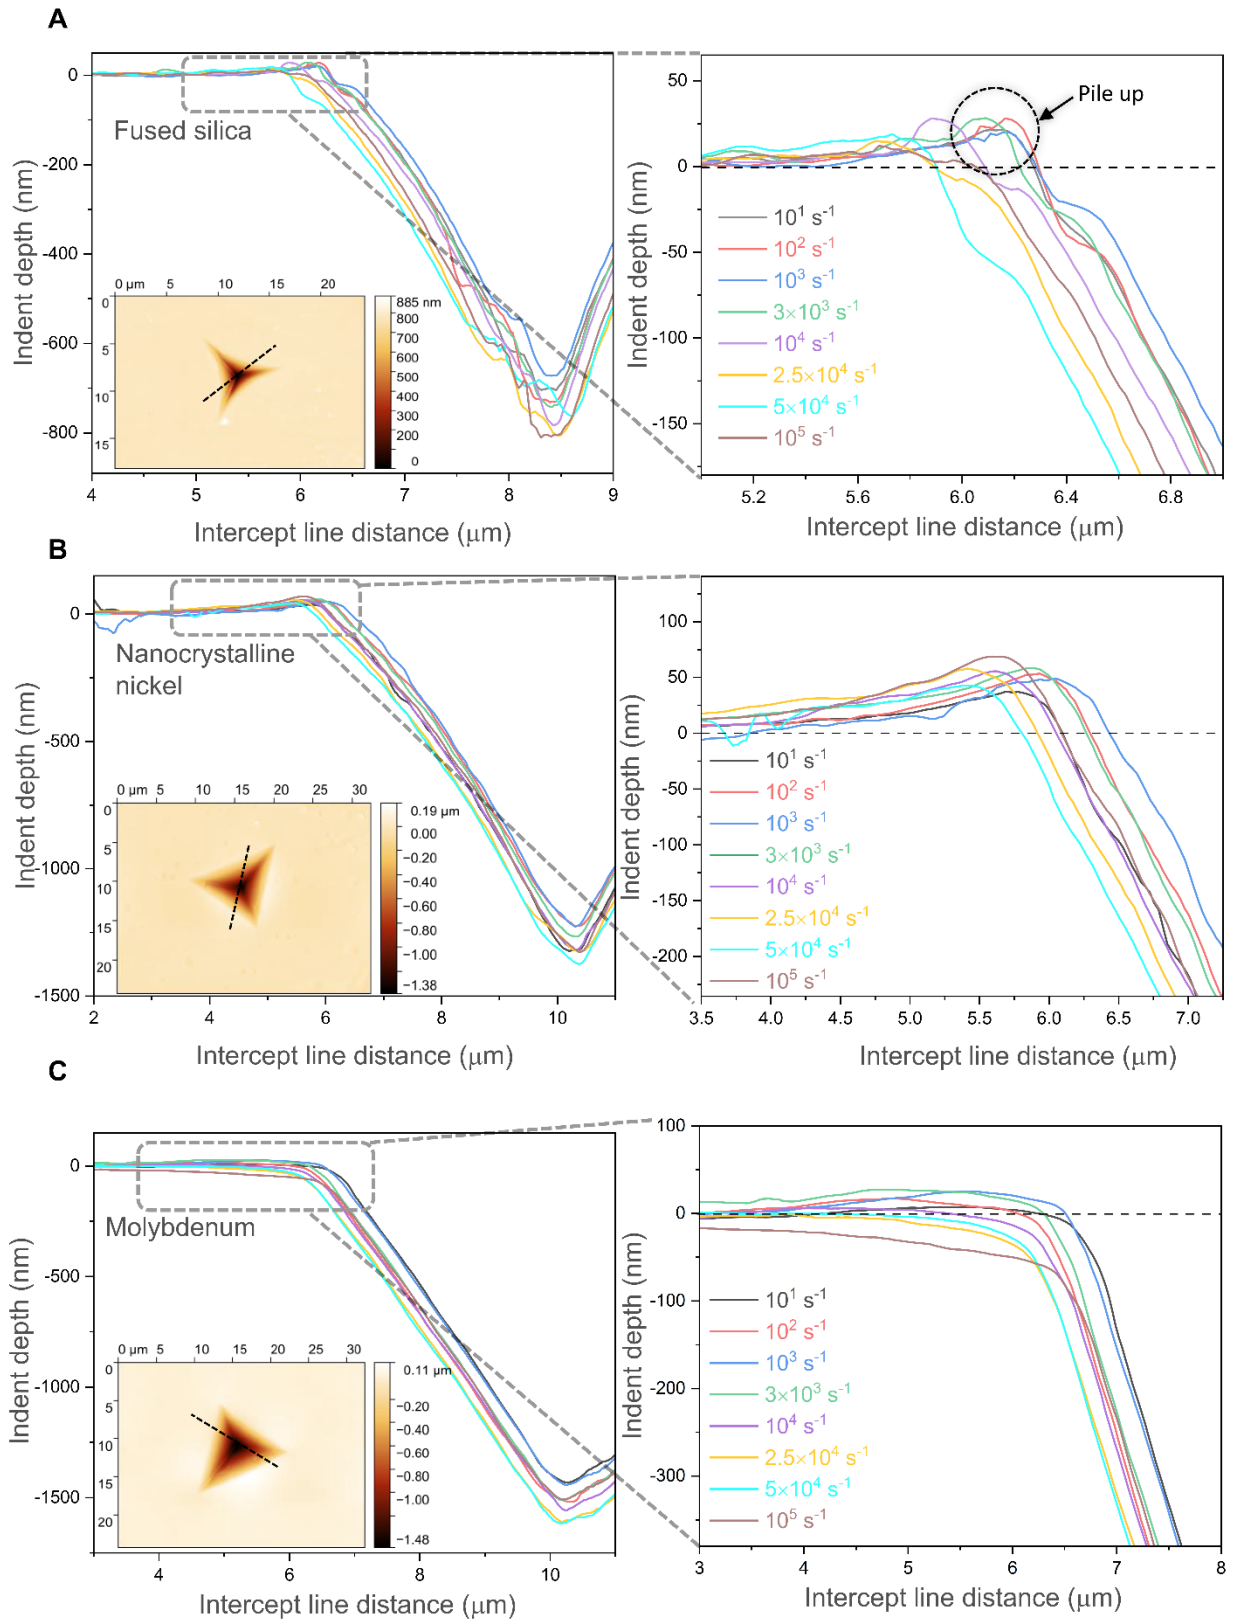 A
0
-200
-400
-600
-800
Indent depth (nm)
Fused silica
0 µm 5 10 15 20
0
5
10
15
885 nm
800
700
600
500
400
300
200
100
0
4 5 6 7 8 9
Intercept line distance (µm)
50
0
-50
-100
-150
Indent depth (nm)
Pile up
10¹ s⁻¹
10² s⁻¹
10³ s⁻¹
3×10³ s⁻¹
10⁴ s⁻¹
2.5×10⁴ s⁻¹
5×10⁴ s⁻¹
10⁵ s⁻¹
5.2 5.6 6.0 6.4 6.8
Intercept line distance (µm)
B
0
-500
-1000
-1500
Indent depth (nm)
Nanocrystalline
nickel
0 µm 5 10 15 20 25 30
0
5
10
15
20
0.19 µm
0.00
−0.20
−0.40
−0.60
−0.80
−1.00
−1.38
2 4 6 8 10
Intercept line distance (µm)
100
50
0
-50
-100
-150
-200
Indent depth (nm)
10¹ s⁻¹
10² s⁻¹
10³ s⁻¹
3×10³ s⁻¹
10⁴ s⁻¹
2.5×10⁴ s⁻¹
5×10⁴ s⁻¹
10⁵ s⁻¹
3.5 4.0 4.5 5.0 5.5 6.0 6.5 7.0
Intercept line distance (µm)
C
0
-500
-1000
-1500
Indent depth (nm)
Molybdenum
0 µm 5 10 15 20 25 30
0
5
10
15
20
0.11 µm
−0.20
−0.40
−0.60
−0.80
−1.00
−1.48
4 6 8 10
Intercept line distance (µm)
100
0
-100
-200
-300
Indent depth (nm)
10¹ s⁻¹
10² s⁻¹
10³ s⁻¹
3×10³ s⁻¹
10⁴ s⁻¹
2.5×10⁴ s⁻¹
5×10⁴ s⁻¹
10⁵ s⁻¹
3 4 5 6 7 8
Intercept line distance (µm)